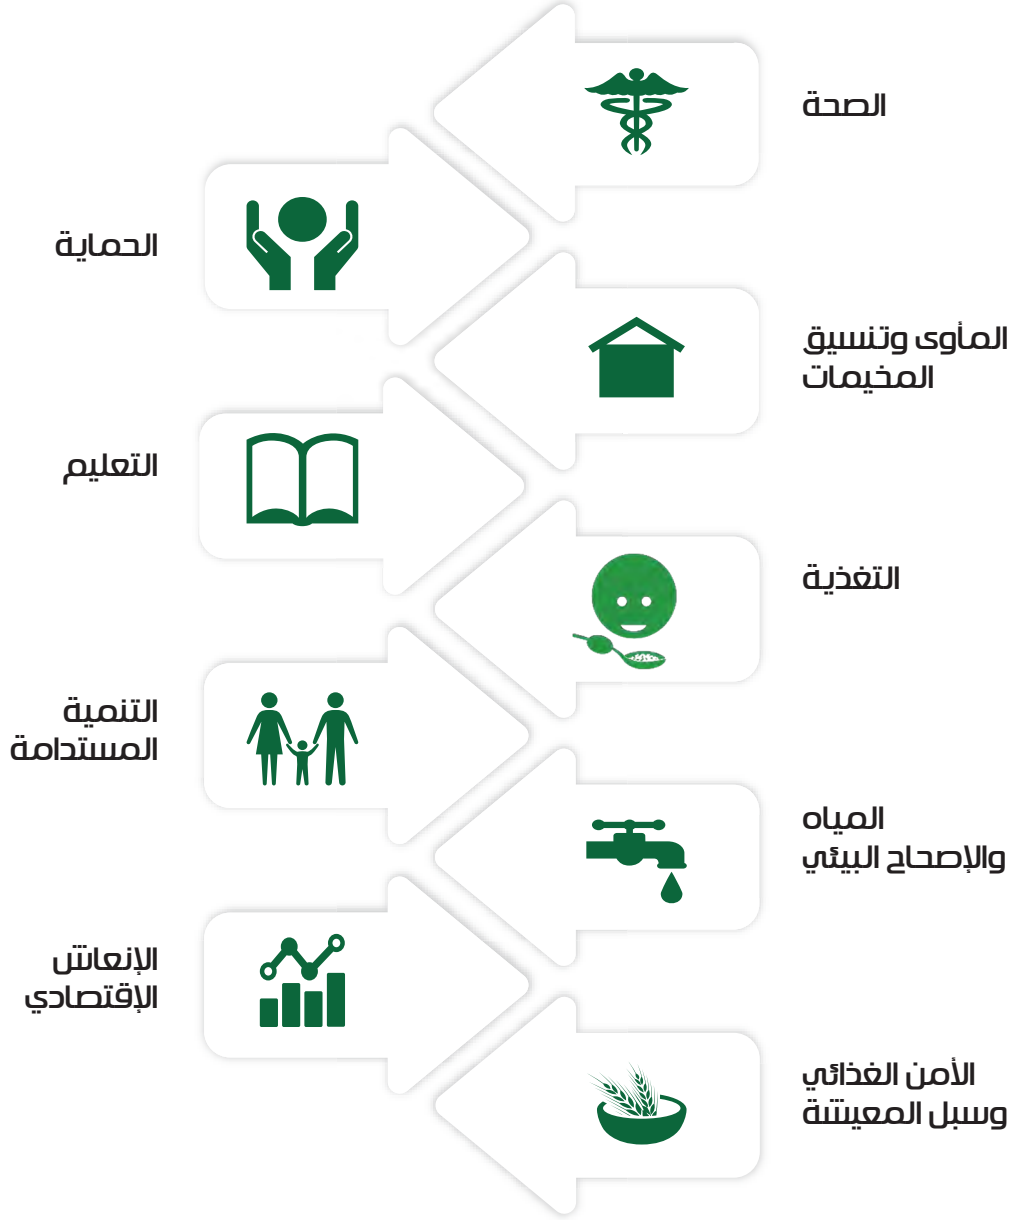 الصحة
الحماية
المأوى وتنسيق
المخيمات
التعليم
التغذية
التنمية
المستدامة
المياه
والإصحاح البيئي
الإنعاش
الإقتصادي
الأمن الغذائي
وسبل المعيشة